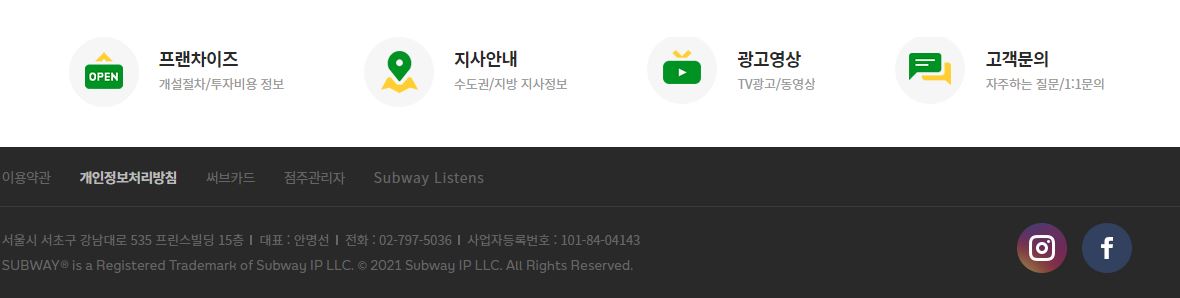 OPEN
프랜차이즈
개설절차/투자비용 정보
지사안내
수도권/지방 지사정보
광고영상
TV광고/동영상
고객문의
자주하는 질문/1:1문의
이용약관 개인정보처리방침 써브카드 점주관리자 Subway Listens
서울시 서초구 강남대로 535 프린스빌딩 15층 I 대표 : 안명선 I 전화 : 02-797-5036 I 사업자등록번호 : 101-84-04143
SUBWAY® is a Registered Trademark of Subway IP LLC. © 2021 Subway IP LLC. All Rights Reserved.